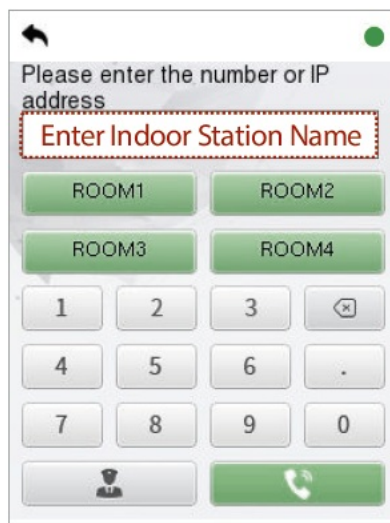 Please enter the number or IP
address
Enter Indoor Station Name
ROOM1 ROOM2
ROOM3 ROOM4
1 2 3
4 5 6 .
7 8 9 0